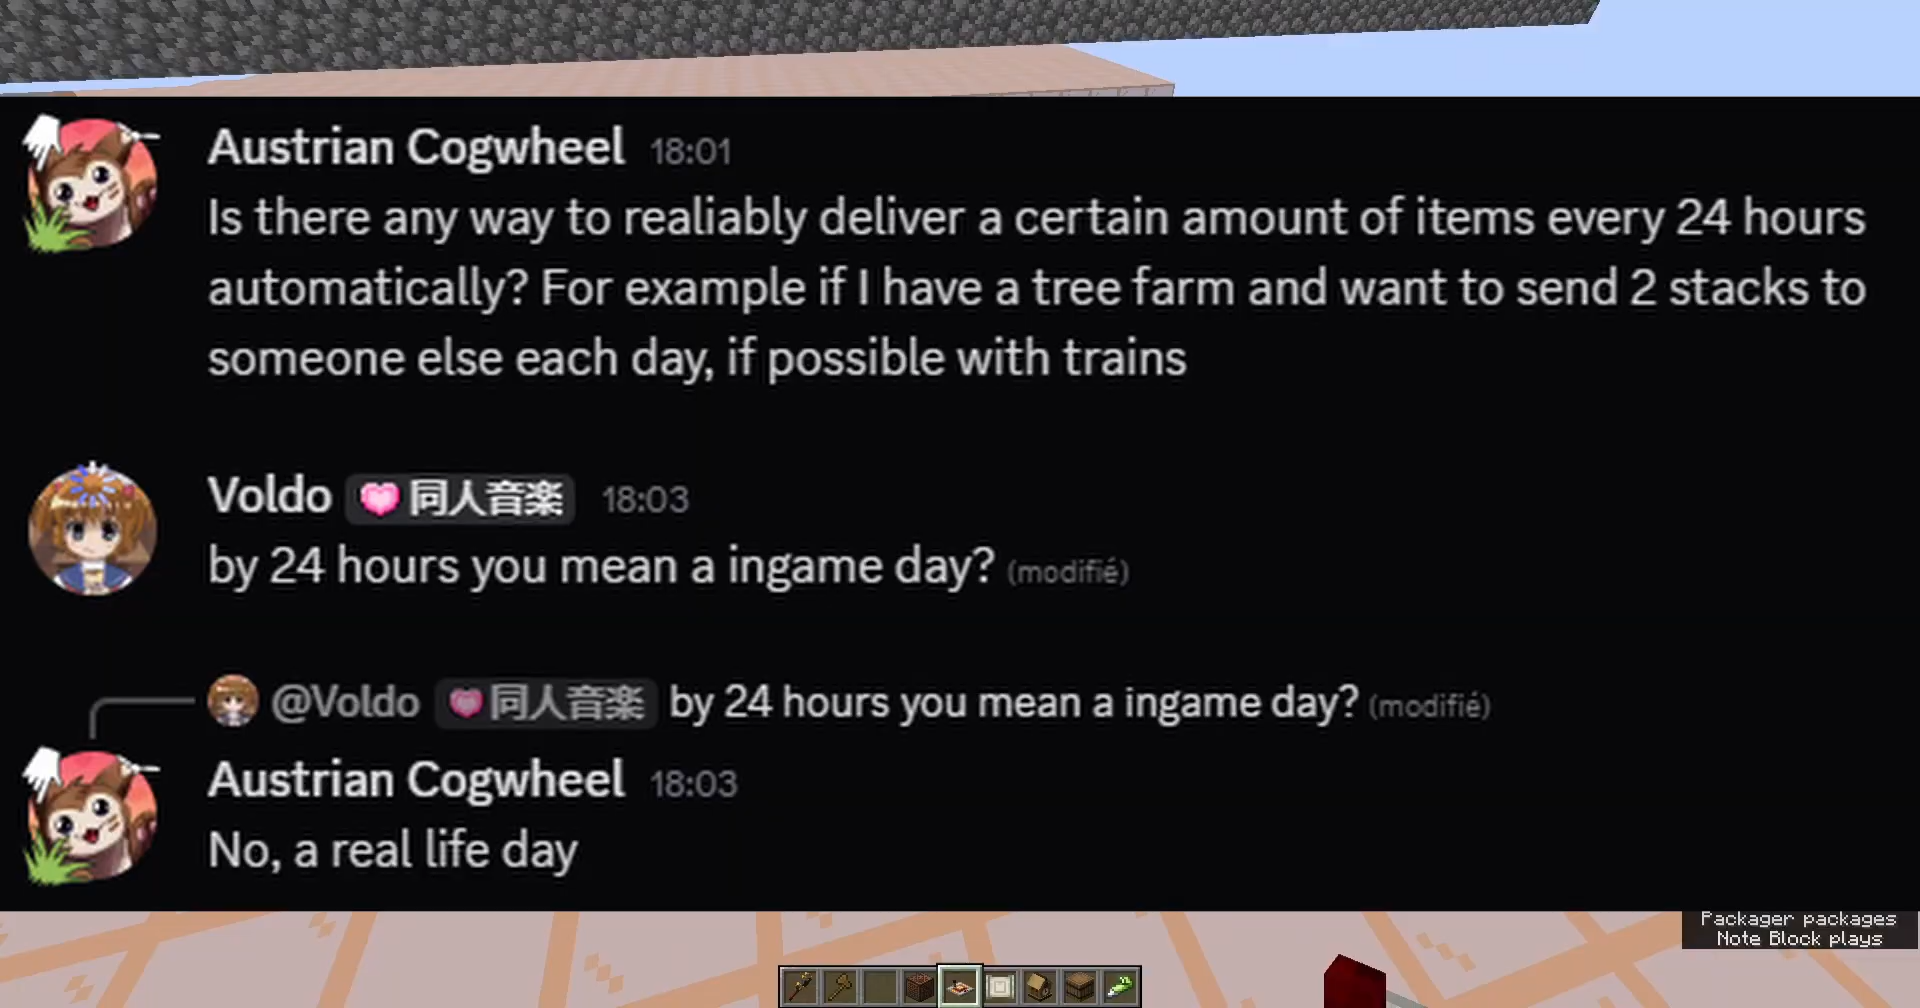 Austrian Cogwheel 18:01
Is there any way to realiably deliver a certain amount of items every 24 hours
automatically? For example if I have a tree farm and want to send 2 stacks to
someone else each day, if possible with trains
Voldo 同人音楽 18:03
by 24 hours you mean a ingame day? (modifié)
@Voldo 同人音楽 by 24 hours you mean a ingame day? (modifié)
Austrian Cogwheel 18:03
No, a real life day
Packager packages
Note Block plays